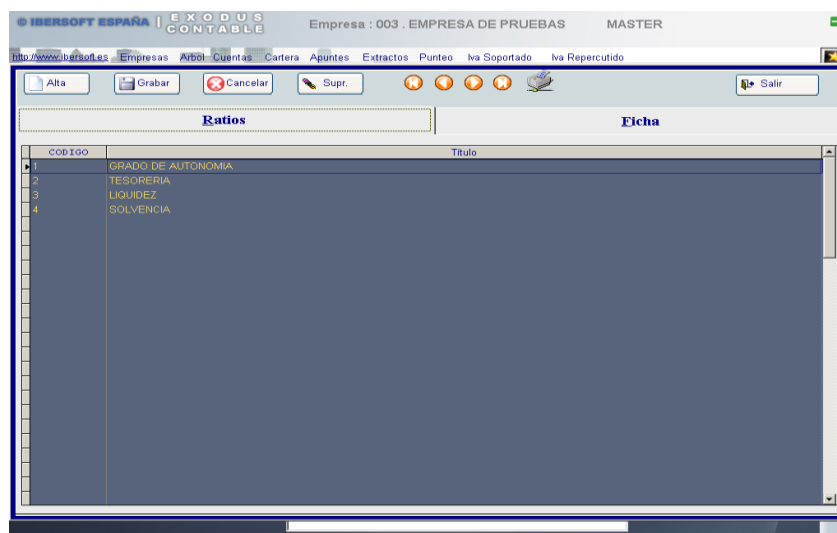 © IBERSOFT ESPAÑA | EXODUS CONTABLE Empresa : 003 . EMPRESA DE PRUEBAS MASTER
http://www.ibersoft.es Empresas Arbol Cuentas Cartera Apuntes Extractos Punteo Iva Soportado Iva Repercutido
Alta Grabar Cancelar Supr. Salir
Ratios Ficha
CODIGO Título
1 GRADO DE AUTONOMIA
2 TESORERIA
3 LIQUIDEZ
4 SOLVENCIA